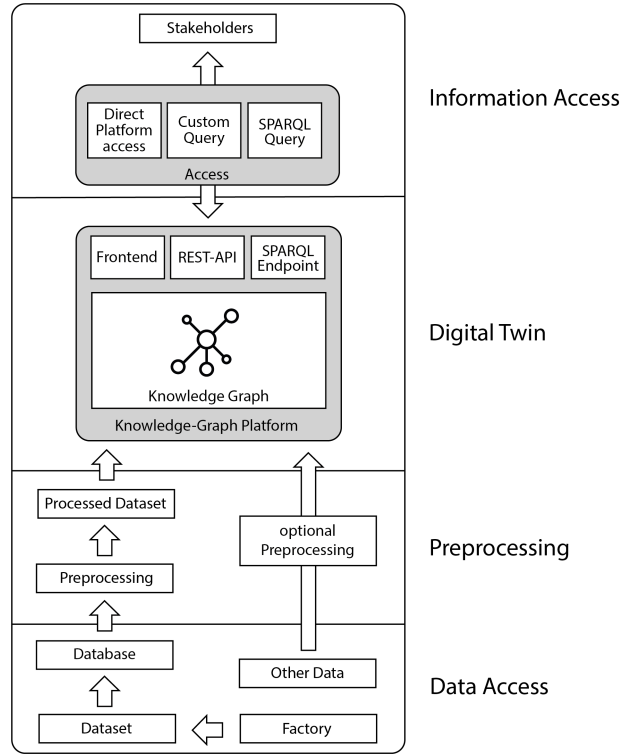 Stakeholders
Information Access
Direct
Platform
access
Custom
Query
SPARQL
Query
Access
Frontend
REST-API
SPARQL
Endpoint
Digital Twin
Knowledge Graph
Knowledge-Graph Platform
Processed Dataset
optional
Preprocessing
Preprocessing
Preprocessing
Database
Other Data
Data Access
Dataset
Factory